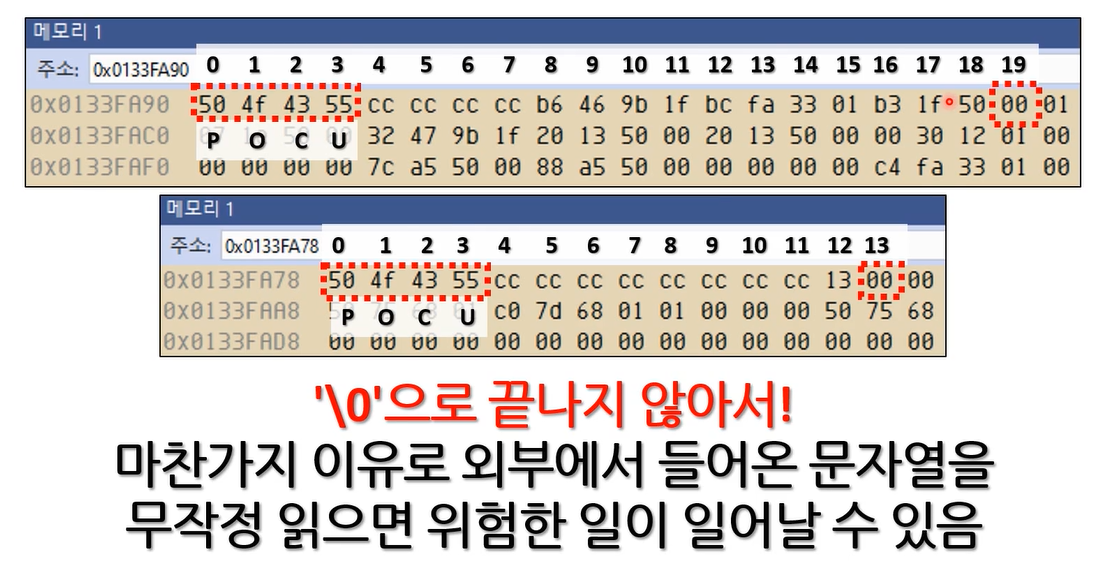 메모리 1
주소: 0x0133FA90 0 1 2 3 4 5 6 7 8 9 10 11 12 13 14 15 16 17 18 19
0x0133FA90 50 4f 43 55 cc cc cc cc b6 46 9b 1f bc fa 33 01 b3 1f 50 00 01
0x0133FAC0 32 47 9b 1f 20 13 50 00 20 13 50 00 00 30 12 01 00
P O C U
0x0133FAF0 00 00 00 00 7c a5 50 00 88 a5 50 00 00 00 00 00 c4 fa 33 01 00
메모리 1
주소: 0x0133FA78 0 1 2 3 4 5 6 7 8 9 10 11 12 13
0x0133FA78 50 4f 43 55 cc cc cc cc cc cc cc cc 13 00 00
0x0133FAA8 c0 7d 68 01 01 00 00 00 50 75 68
P O C U
0x0133FAD8 00 00 00 00 00 00 00 00 00 00 00 00 00 00 00
'\0'으로 끝나지 않아서!
마찬가지 이유로 외부에서 들어온 문자열을
무작정 읽으면 위험한 일이 일어날 수 있음